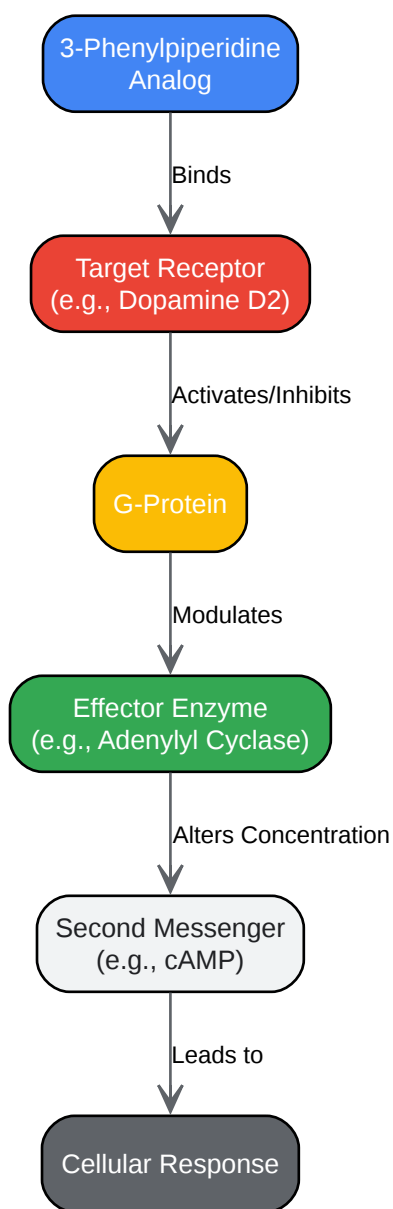 3-Phenylpiperidine
Analog
Binds
Target Receptor
(e.g., Dopamine D2)
Activates/Inhibits
G-Protein
Modulates
Effector Enzyme
(e.g., Adenylyl Cyclase)
Alters Concentration
Second Messenger
(e.g., cAMP)
Leads to
Cellular Response